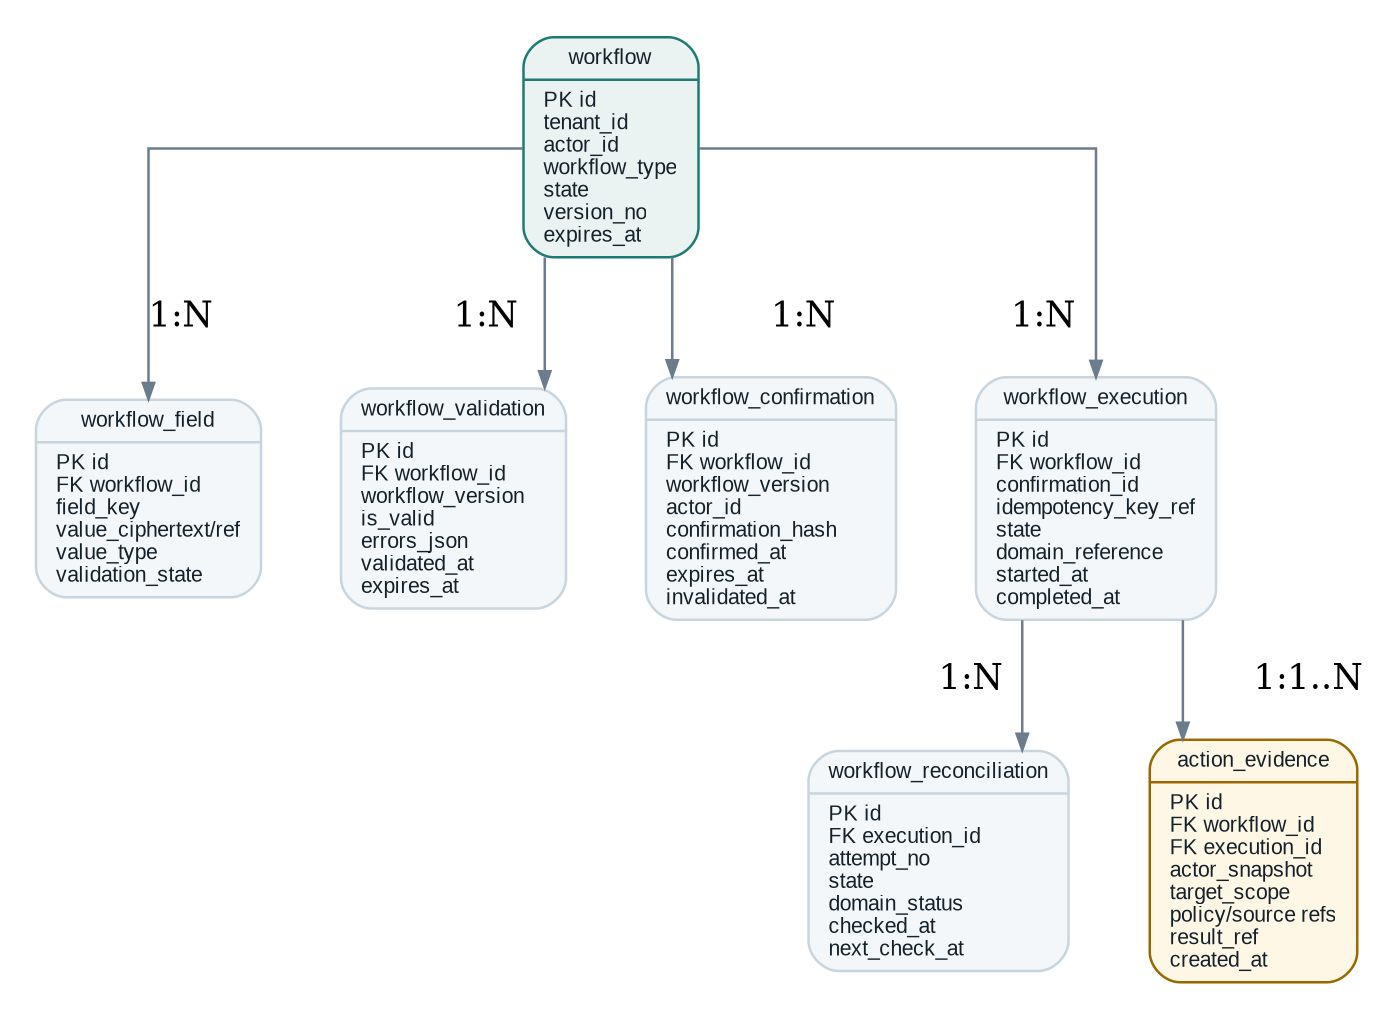 workflow
PK id
tenant_id
actor_id
workflow_type
state
version_no
expires_at
1:N
1:N
1:N
1:N
workflow_field
PK id
FK workflow_id
field_key
value_ciphertext/ref
value_type
validation_state
workflow_validation
PK id
FK workflow_id
workflow_version
is_valid
errors_json
validated_at
expires_at
workflow_confirmation
PK id
FK workflow_id
workflow_version
actor_id
confirmation_hash
confirmed_at
expires_at
invalidated_at
workflow_execution
PK id
FK workflow_id
confirmation_id
idempotency_key_ref
state
domain_reference
started_at
completed_at
1:N
1:1..N
workflow_reconciliation
PK id
FK execution_id
attempt_no
state
domain_status
checked_at
next_check_at
action_evidence
PK id
FK workflow_id
FK execution_id
actor_snapshot
target_scope
policy/source refs
result_ref
created_at